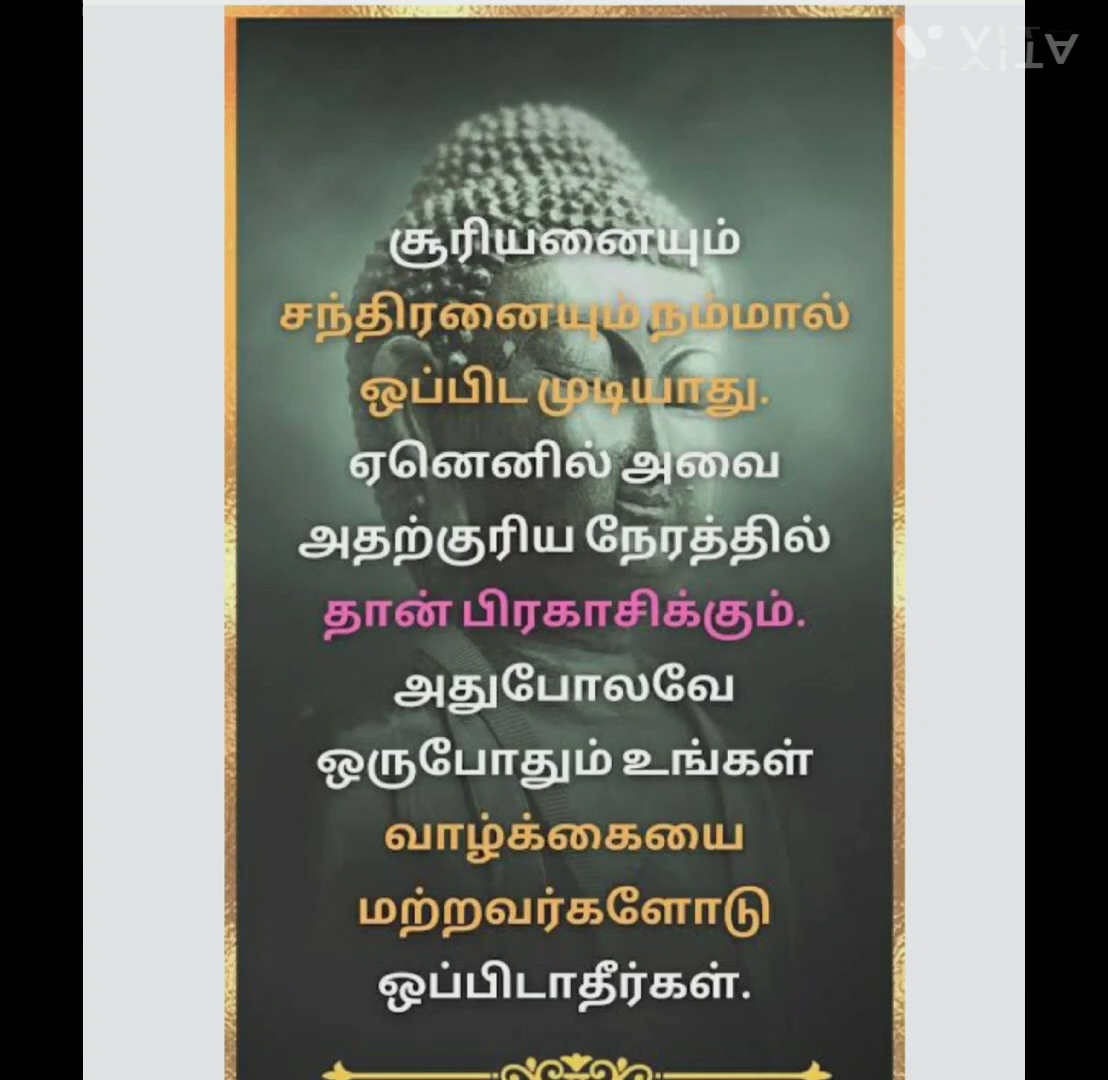 VITA
சூரியனையும்
சந்திரனையும் நம்மால்
ஒப்பிட முடியாது.
ஏனெனில் அவை
அதற்குரிய நேரத்தில்
தான் பிரகாசிக்கும்.
அதுபோலவே
ஒருபோதும் உங்கள்
வாழ்க்கையை
மற்றவர்களோடு
ஒப்பிடாதீர்கள்.